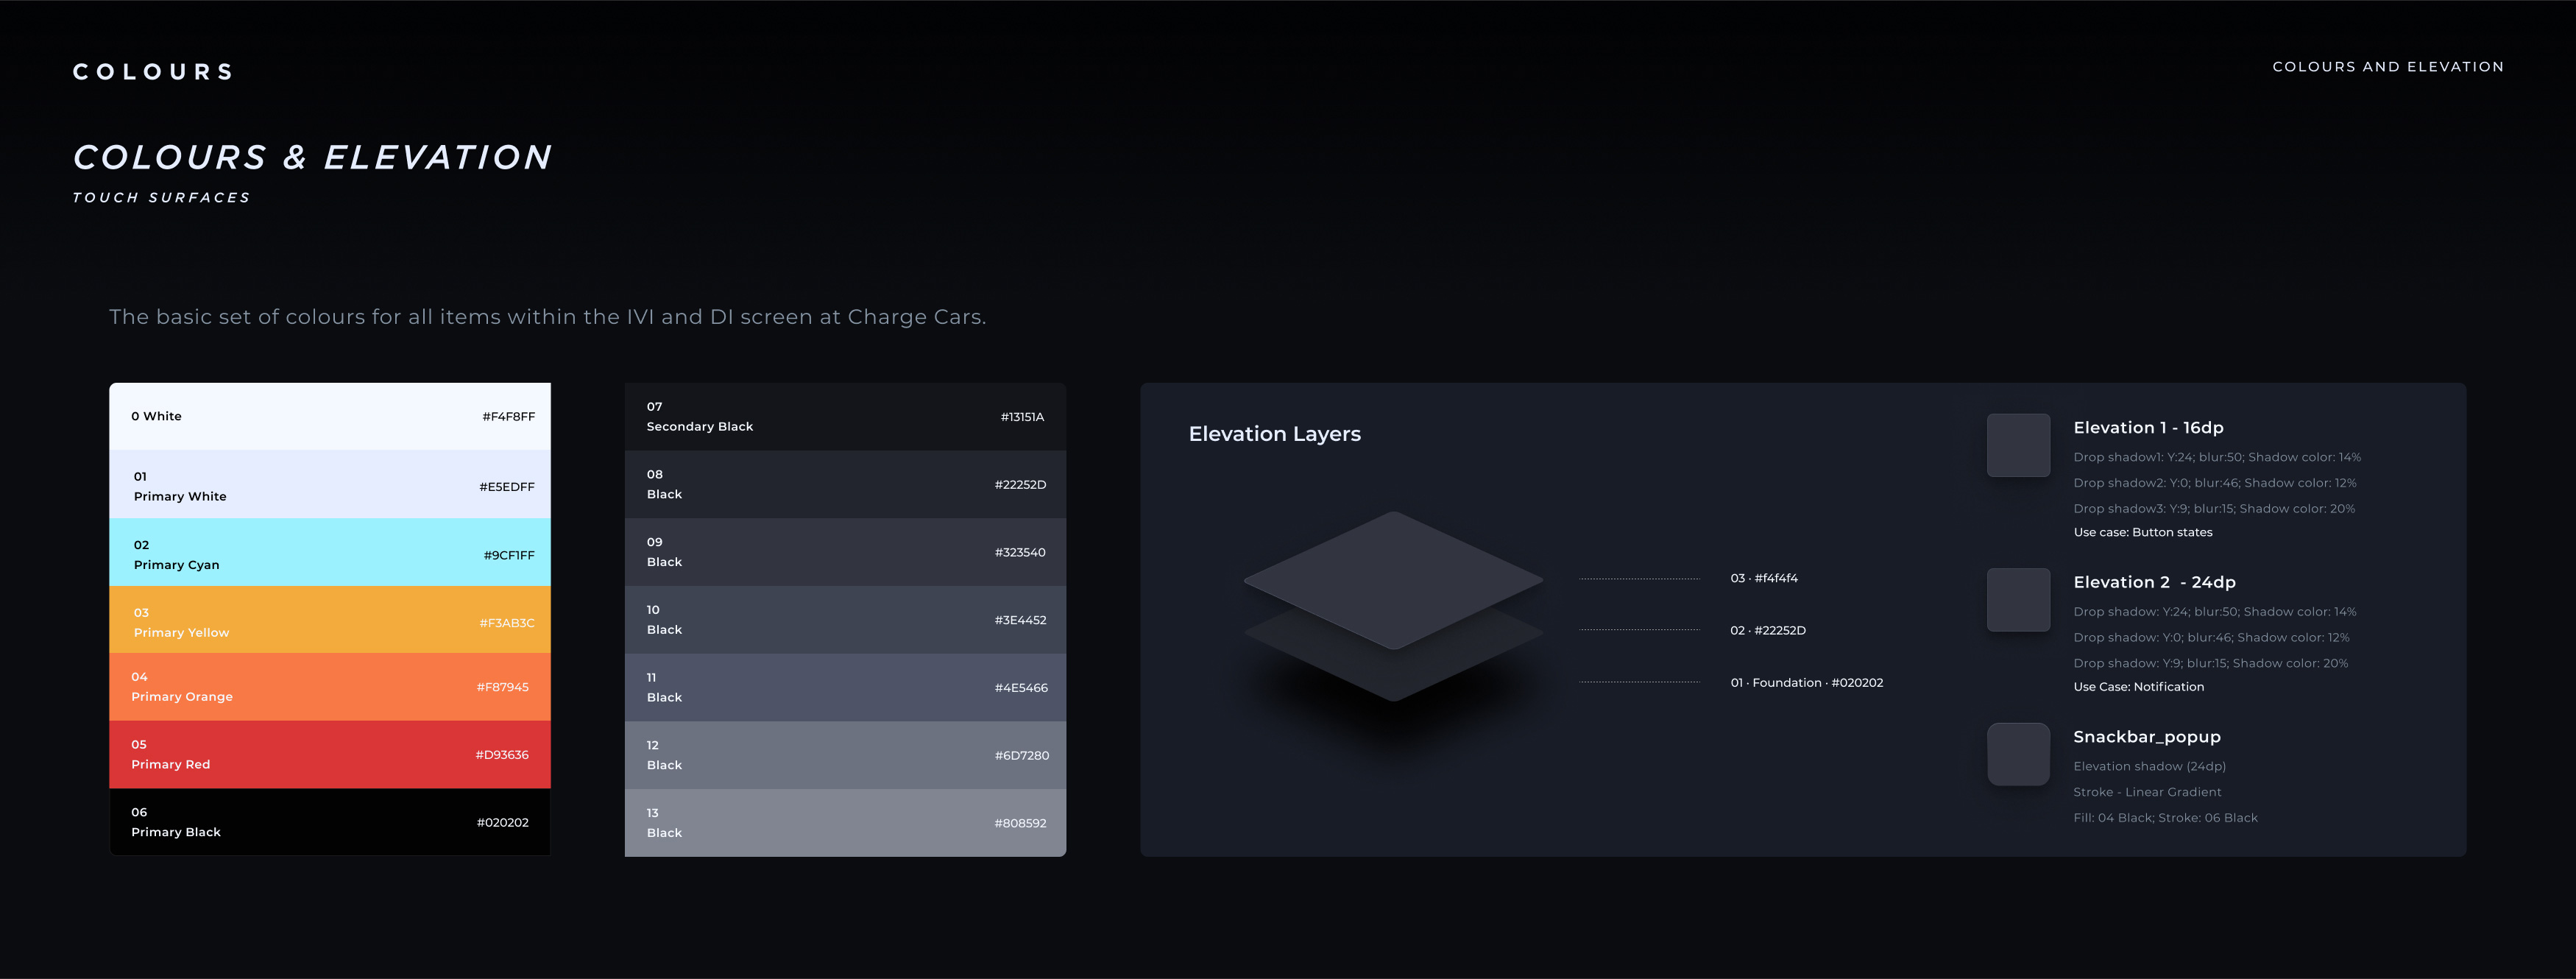 COLOURS
COLOURS AND ELEVATION
COLOURS & ELEVATION
TOUCH SURFACES
The basic set of colours for all items within the IVI and DI screen at Charge Cars.
0 White
#F4F8FF
01
Primary White
#E5EDFF
02
Primary Cyan
#9CF1FF
03
Primary Yellow
#F3AB3C
04
Primary Orange
#F87945
05
Primary Red
#D93636
06
Primary Black
#020202
07
Secondary Black
#13151A
08
Black
#22252D
09
Black
#323540
10
Black
#3E4452
11
Black
#4E5466
12
Black
#6D7280
13
Black
#808592
Elevation Layers
03 · #f4f4f4
02 · #22252D
01 · Foundation · #020202
Elevation 1 - 16dp
Drop shadow1: Y:24; blur:50; Shadow color: 14%
Drop shadow2: Y:0; blur:46; Shadow color: 12%
Drop shadow3: Y:9; blur:15; Shadow color: 20%
Use case: Button states
Elevation 2 - 24dp
Drop shadow: Y:24; blur:50; Shadow color: 14%
Drop shadow: Y:0; blur:46; Shadow color: 12%
Drop shadow: Y:9; blur:15; Shadow color: 20%
Use Case: Notification
Snackbar_popup
Elevation shadow (24dp)
Stroke - Linear Gradient
Fill: 04 Black; Stroke: 06 Black